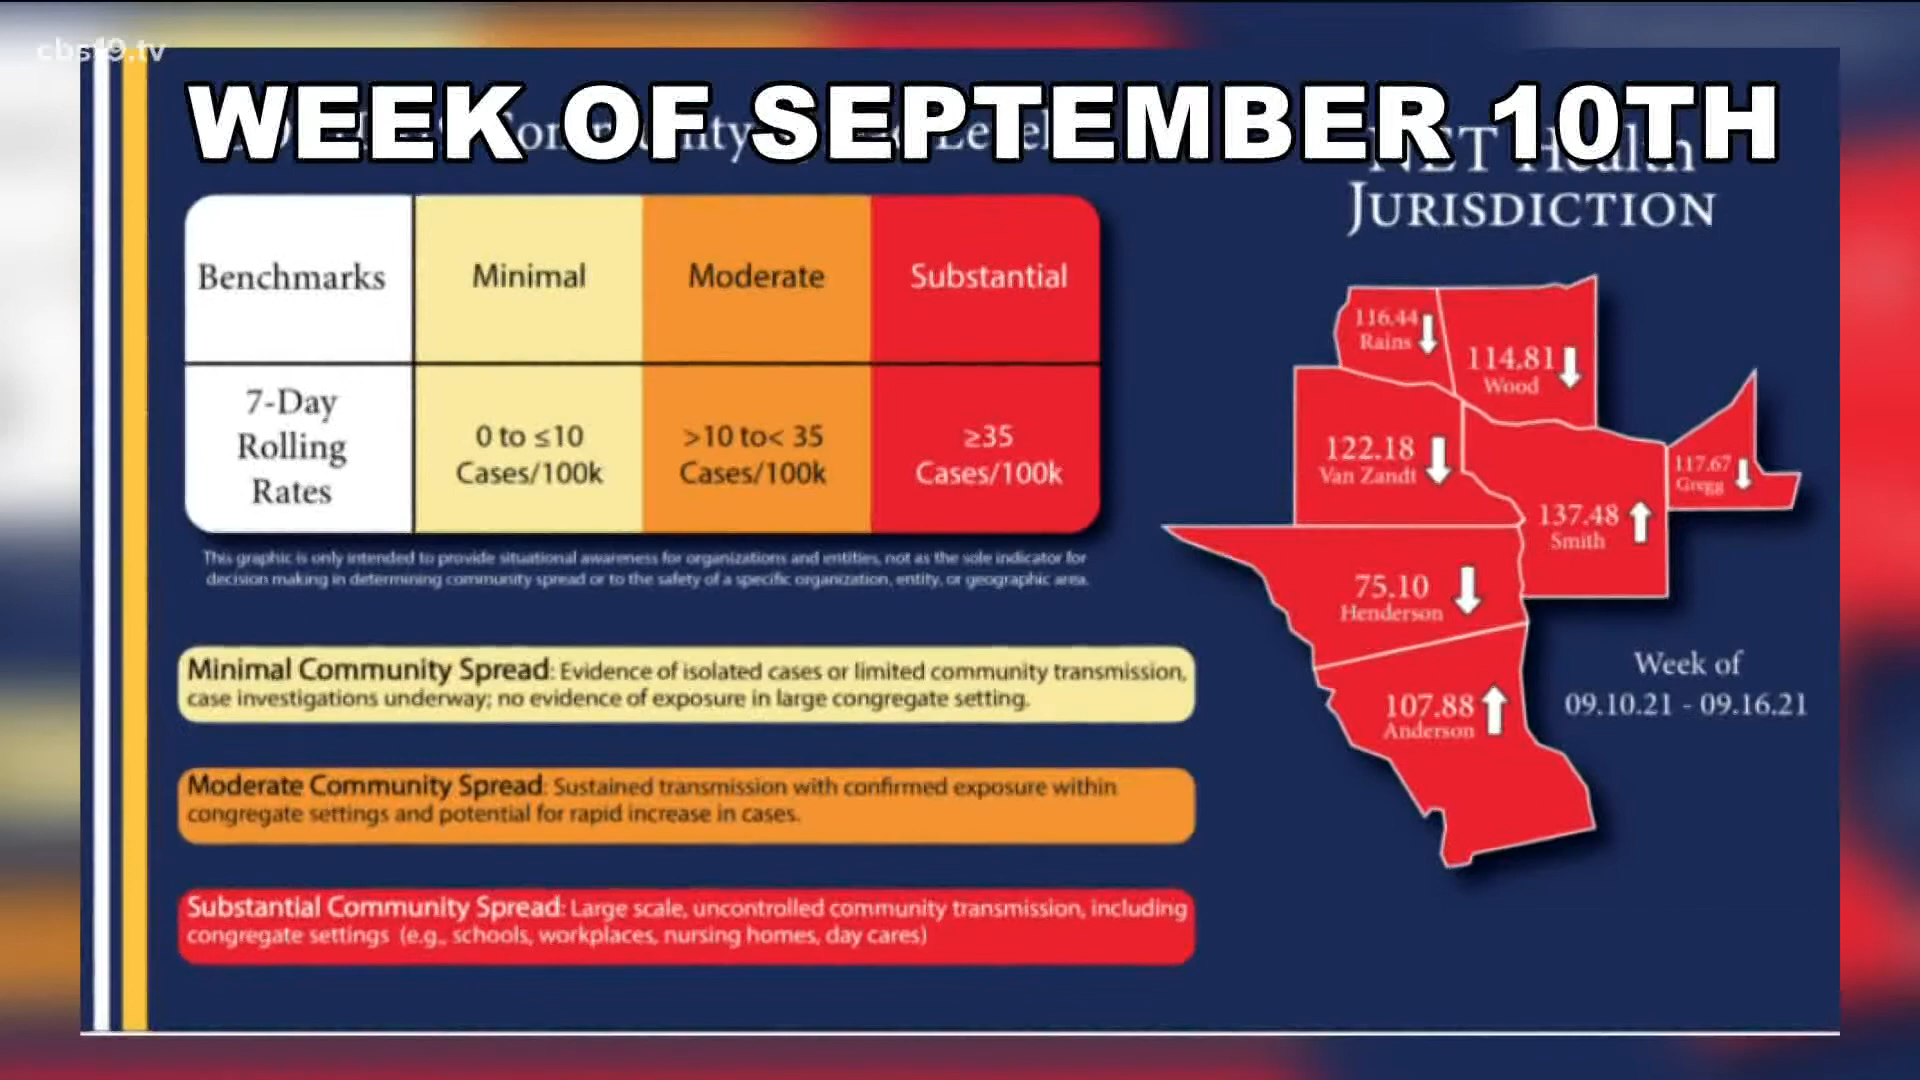 cbs19.tv
WEEK OF SEPTEMBER 10TH
NET Health
JURISDICTION
Benchmarks
Minimal
Moderate
Substantial
7-Day
Rolling
Rates
0 to ≤10
Cases/100k
>10 to< 35
Cases/100k
≥35
Cases/100k
This graphic is only intended to provide situational awareness for organizations and entities, not as the sole indicator for
decision making in determining community spread or to the safety of a specific organization, entity, or geographic area.
Minimal Community Spread: Evidence of isolated cases or limited community transmission,
case investigations underway; no evidence of exposure in large congregate setting.
Moderate Community Spread: Sustained transmission with confirmed exposure within
congregate settings and potential for rapid increase in cases.
Substantial Community Spread: Large scale, uncontrolled community transmission, including
congregate settings (e.g., schools, workplaces, nursing homes, day cares)
116.44
Rains
114.81
Wood
122.18
Van Zandt
117.67
Gregg
137.48
Smith
75.10
Henderson
107.88
Anderson
Week of
09.10.21 - 09.16.21